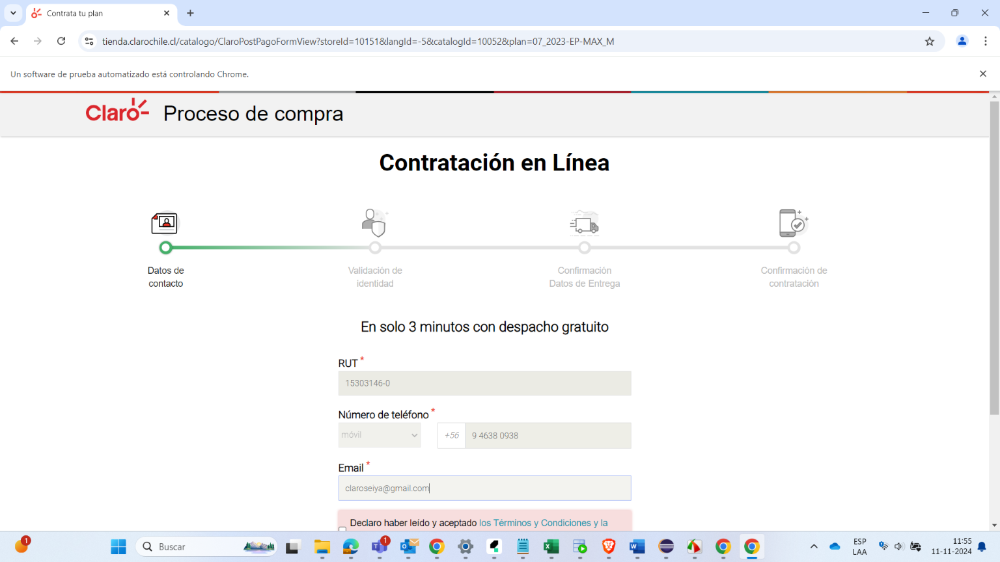 Contrata tu plan
tienda.clarochile.cl/catalogo/ClaroPostPagoFormView?storeId=10151&langId=-5&catalogId=10052&plan=07_2023-EP-MAX_M
Un software de prueba automatizado está controlando Chrome.
Claro Proceso de compra
Contratación en Línea
Datos de
contacto
Validación de
identidad
Confirmación
Datos de Entrega
Confirmación de
contratación
En solo 3 minutos con despacho gratuito
RUT *
15303146-0
Número de teléfono *
móvil +56 9 4638 0938
Email *
claroseiya@gmail.com
Declaro haber leído y aceptado los Términos y Condiciones y la
1 Buscar 1 ESP 11:55
LAA 11-11-2024